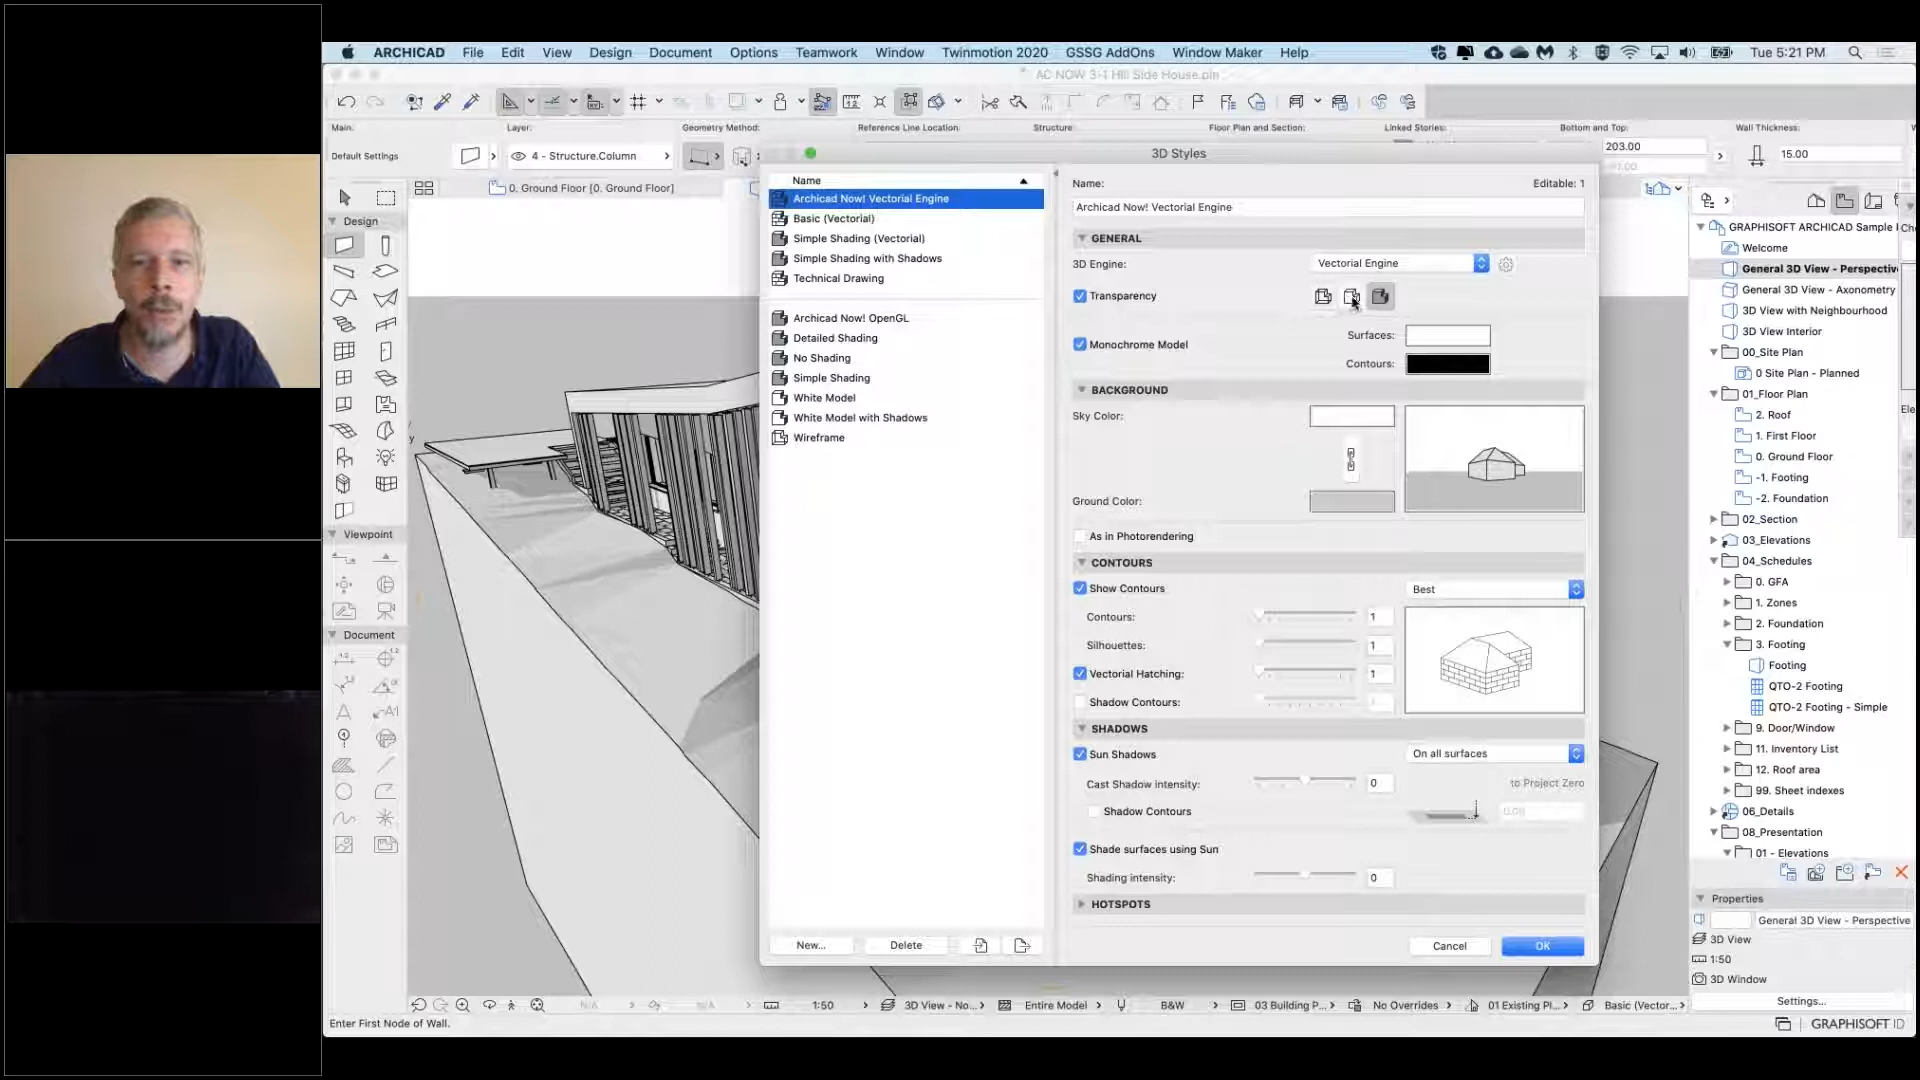 ARCHICAD File Edit View Design Document Options Teamwork Window Twinmotion 2020 GSSG AddOns Window Maker Help Tue 5:21 PM
AC NOW 3-1 Hill Side House.pln
Main: Layer: Geometry Method: Reference Line Location: Structure: Floor Plan and Section: Linked Stories: Bottom and Top: Wall Thickness:
203.00
Default Settings 4 - Structure.Column 15.00
3D Styles
0. Ground Floor [0. Ground Floor]
Design
Viewpoint
Document
Name
Archicad Now! Vectorial Engine
Basic (Vectorial)
Simple Shading (Vectorial)
Simple Shading with Shadows
Technical Drawing
Archicad Now! OpenGL
Detailed Shading
No Shading
Simple Shading
White Model
White Model with Shadows
Wireframe
New... Delete
Name: Editable: 1
Archicad Now! Vectorial Engine
GENERAL
3D Engine: Vectorial Engine
Transparency
Monochrome Model Surfaces:
Contours:
BACKGROUND
Sky Color:
Ground Color:
As in Photorendering
CONTOURS
Show Contours Best
Contours: 1
Silhouettes: 1
Vectorial Hatching: 1
Shadow Contours:
SHADOWS
Sun Shadows On all surfaces
Cast Shadow intensity: 0 to Project Zero
Shadow Contours 0.00
Shade surfaces using Sun
Shading intensity: 0
HOTSPOTS
Cancel OK
GRAPHISOFT ARCHICAD Sample
Welcome
General 3D View - Perspectiv
General 3D View - Axonometry
3D View with Neighbourhood
3D View Interior
00_Site Plan
0 Site Plan - Planned
01_Floor Plan
2. Roof
1. First Floor
0. Ground Floor
-1. Footing
-2. Foundation
02_Section
03_Elevations
04_Schedules
0. GFA
1. Zones
2. Foundation
3. Footing
Footing
QTO-2 Footing
QTO-2 Footing - Simple
9. Door/Window
11. Inventory List
12. Roof area
99. Sheet indexes
06_Details
08_Presentation
01 - Elevations
Properties
General 3D View - Perspective
3D View
1:50
3D Window
Settings...
N/A N/A 1:50 3D View - No... Entire Model B&W 03 Building P... No Overrides 01 Existing Pl... Basic (Vector...
Enter First Node of Wall. GRAPHISOFT ID